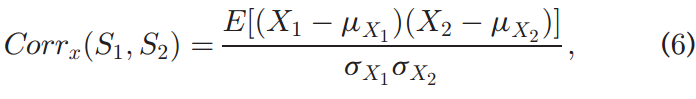 $Corr_x(S_1, S_2) = \frac{E[(X_1 - \mu_{X_1})(X_2 - \mu_{X_2})]}{\sigma_{X_1}\sigma_{X_2}},$ (6)